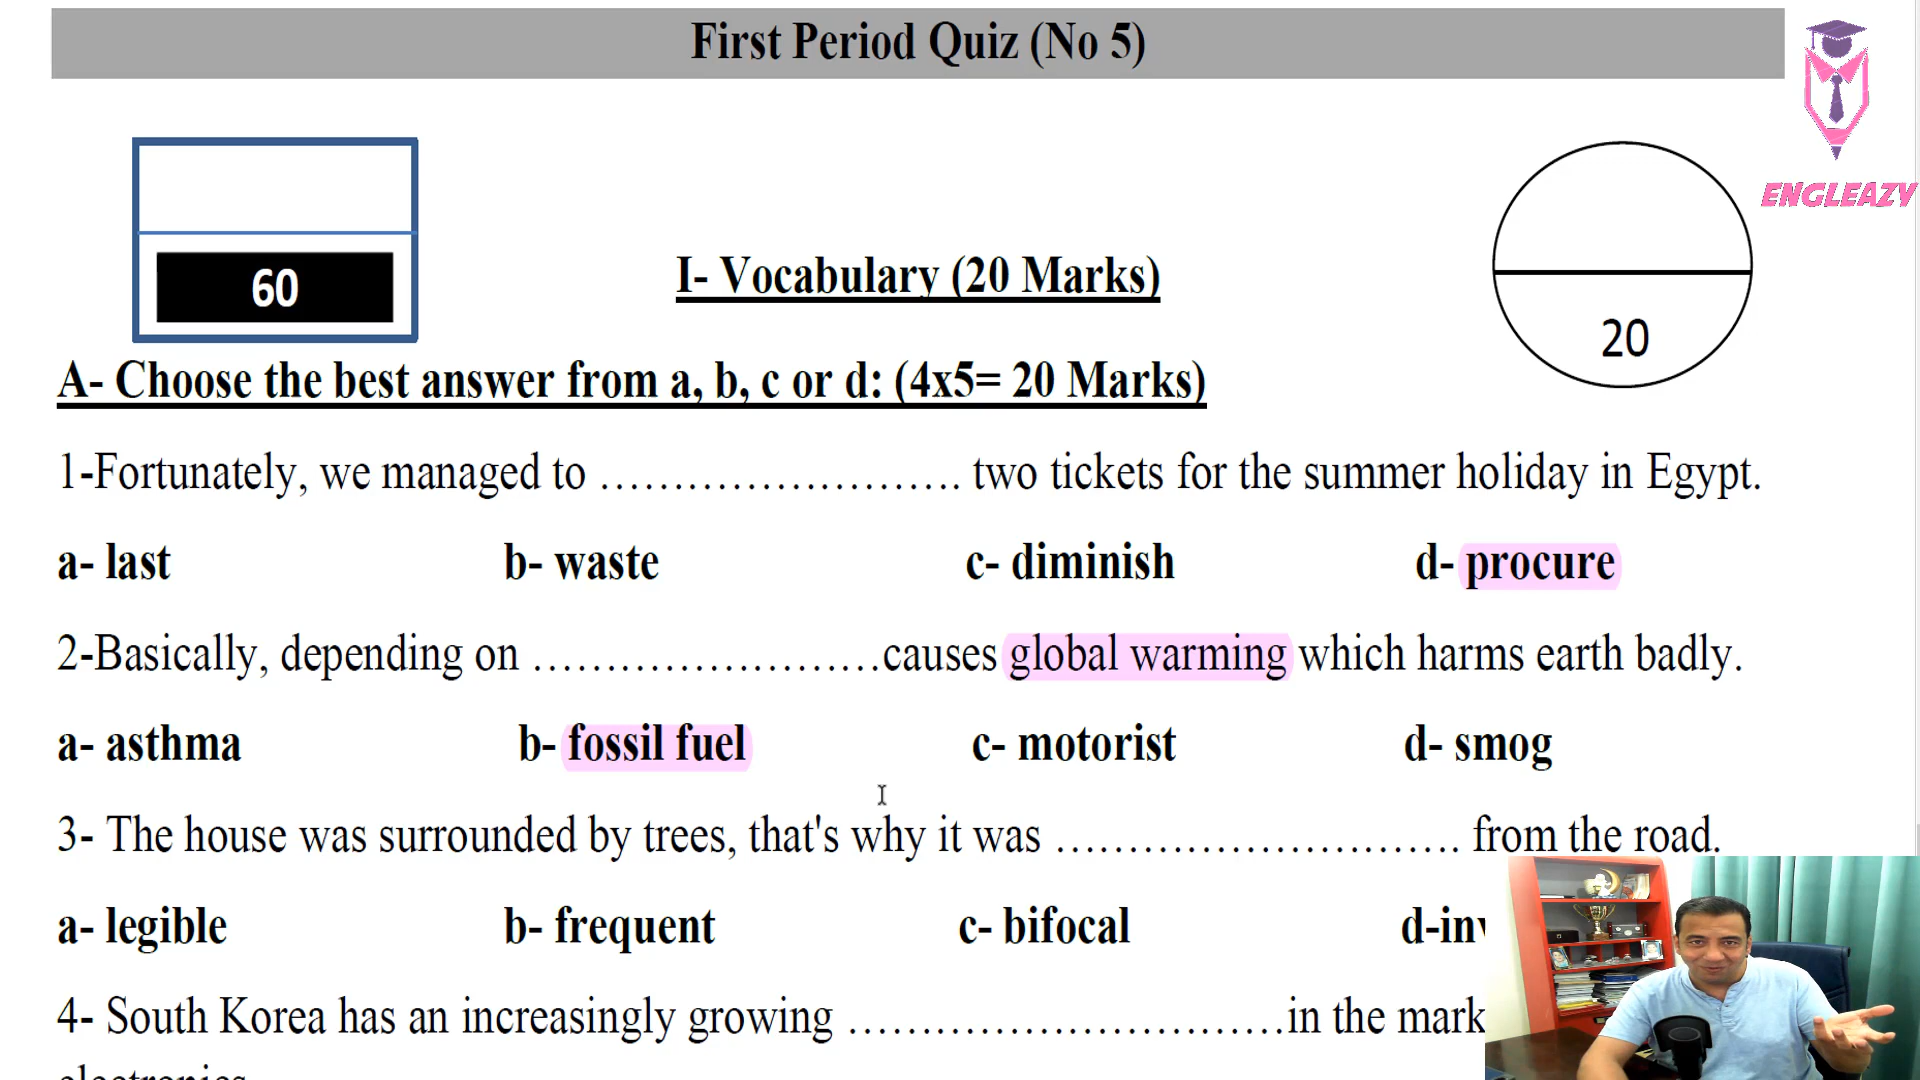 First Period Quiz (No 5)
ENGLEAZY
60
I- Vocabulary (20 Marks)
20
A- Choose the best answer from a, b, c or d: (4x5= 20 Marks)
1-Fortunately, we managed to ………………………. two tickets for the summer holiday in Egypt.
a- last b- waste c- diminish d- procure
2-Basically, depending on ……………………..causes global warming which harms earth badly.
a- asthma b- fossil fuel c- motorist d- smog
3- The house was surrounded by trees, that's why it was …………………………. from the road.
a- legible b- frequent c- bifocal d-
4- South Korea has an increasingly growing ……………………………in the mark
electronics